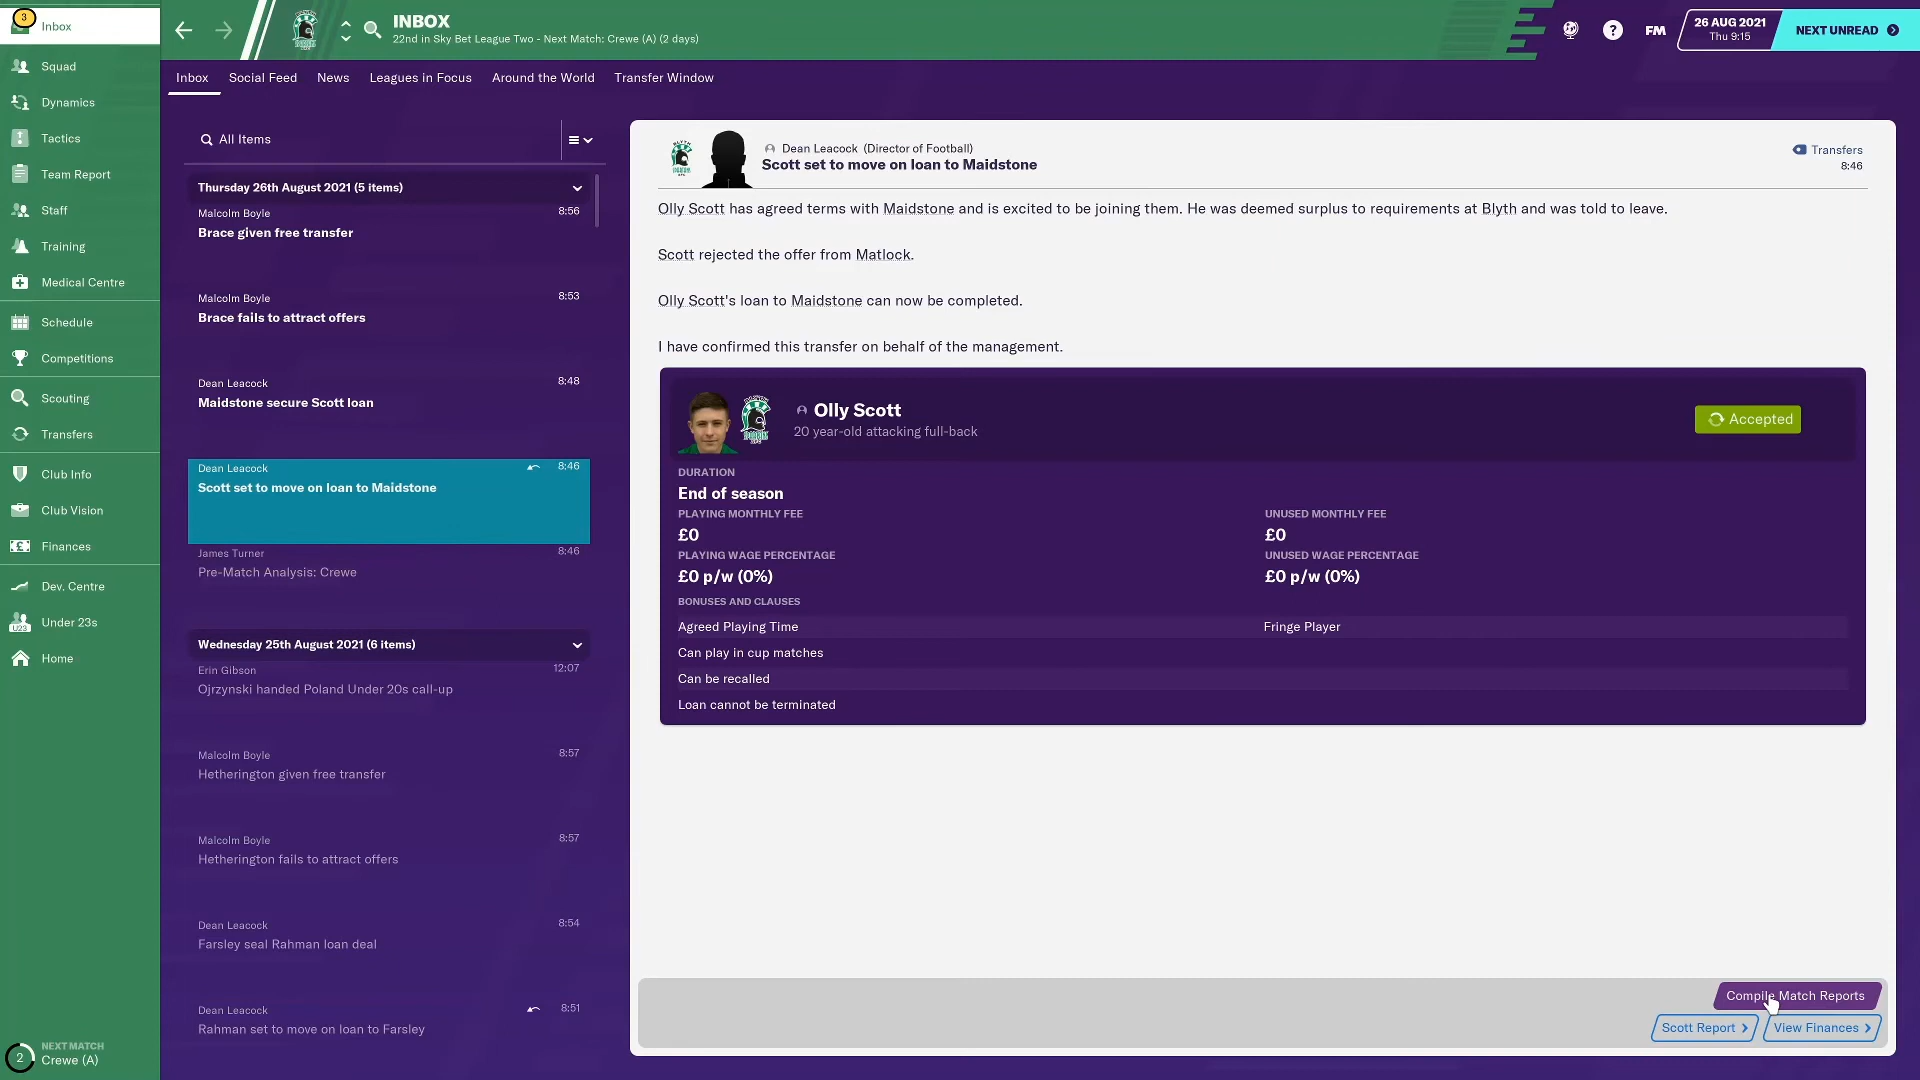 3
Inbox
Squad
Dynamics
Tactics
Team Report
Staff
Training
Medical Centre
Schedule
Competitions
Scouting
Transfers
Club Info
Club Vision
Finances
Dev. Centre
U23
Under 23s
Home
2
NEXT MATCH
Crewe (A)
INBOX
22nd in Sky Bet League Two - Next Match: Crewe (A) (2 days)
?
FM
26 AUG 2021
Thu 9:15
NEXT UNREAD
Inbox
Social Feed
News
Leagues in Focus
Around the World
Transfer Window
All Items
Thursday 26th August 2021 (5 items)
Malcolm Boyle 8:56
Brace given free transfer
Malcolm Boyle 8:53
Brace fails to attract offers
Dean Leacock 8:48
Maidstone secure Scott loan
Dean Leacock 8:46
Scott set to move on loan to Maidstone
James Turner 8:46
Pre-Match Analysis: Crewe
Wednesday 25th August 2021 (6 items)
Erin Gibson 12:07
Ojrzynski handed Poland Under 20s call-up
Malcolm Boyle 8:57
Hetherington given free transfer
Malcolm Boyle 8:57
Hetherington fails to attract offers
Dean Leacock 8:54
Farsley seal Rahman loan deal
Dean Leacock 8:51
Rahman set to move on loan to Farsley
Dean Leacock (Director of Football)
Scott set to move on loan to Maidstone
Transfers
8:46
Olly Scott has agreed terms with Maidstone and is excited to be joining them. He was deemed surplus to requirements at Blyth and was told to leave.
Scott rejected the offer from Matlock.
Olly Scott's loan to Maidstone can now be completed.
I have confirmed this transfer on behalf of the management.
Olly Scott
20 year-old attacking full-back
Accepted
DURATION
End of season
PLAYING MONTHLY FEE UNUSED MONTHLY FEE
£0 £0
PLAYING WAGE PERCENTAGE UNUSED WAGE PERCENTAGE
£0 p/w (0%) £0 p/w (0%)
BONUSES AND CLAUSES
Agreed Playing Time Fringe Player
Can play in cup matches
Can be recalled
Loan cannot be terminated
Compile Match Reports
Scott Report
View Finances